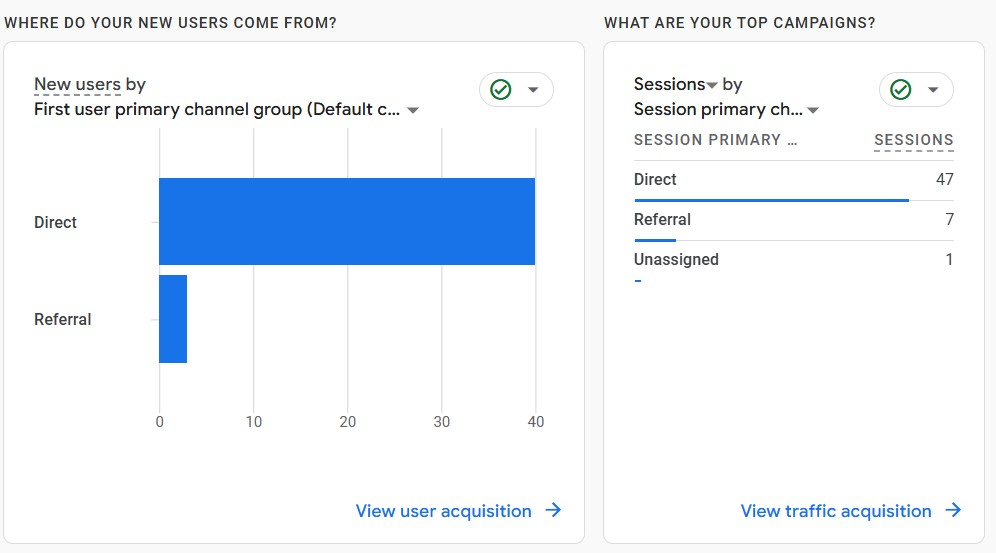 WHERE DO YOUR NEW USERS COME FROM?
New users by
First user primary channel group (Default c...
Direct
Referral
0 10 20 30 40
View user acquisition
WHAT ARE YOUR TOP CAMPAIGNS?
Sessions by
Session primary ch...
SESSION PRIMARY ... SESSIONS
Direct 47
Referral 7
Unassigned 1
View traffic acquisition